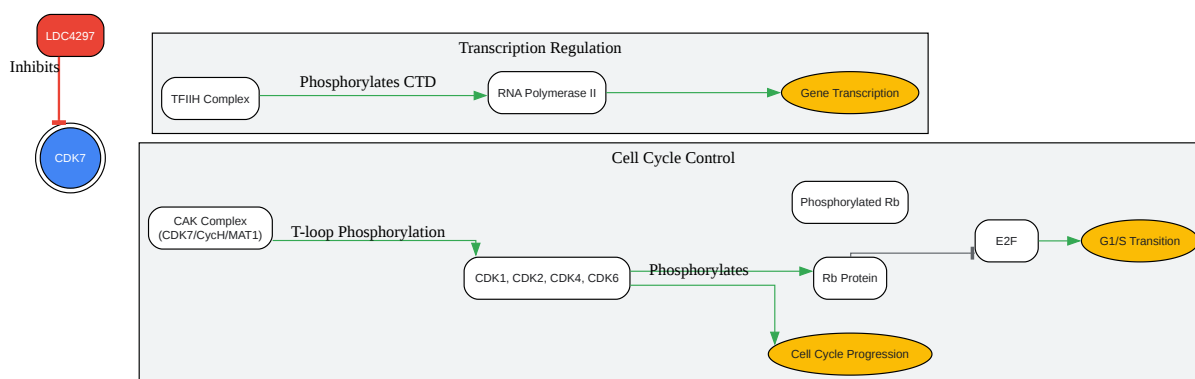 LDC4297
Inhibits
CDK7
Transcription Regulation
TFIIH Complex
Phosphorylates CTD
RNA Polymerase II
Gene Transcription
Cell Cycle Control
CAK Complex
(CDK7/CycH/MAT1)
T-loop Phosphorylation
CDK1, CDK2, CDK4, CDK6
Phosphorylates
Phosphorylated Rb
Rb Protein
E2F
G1/S Transition
Cell Cycle Progression